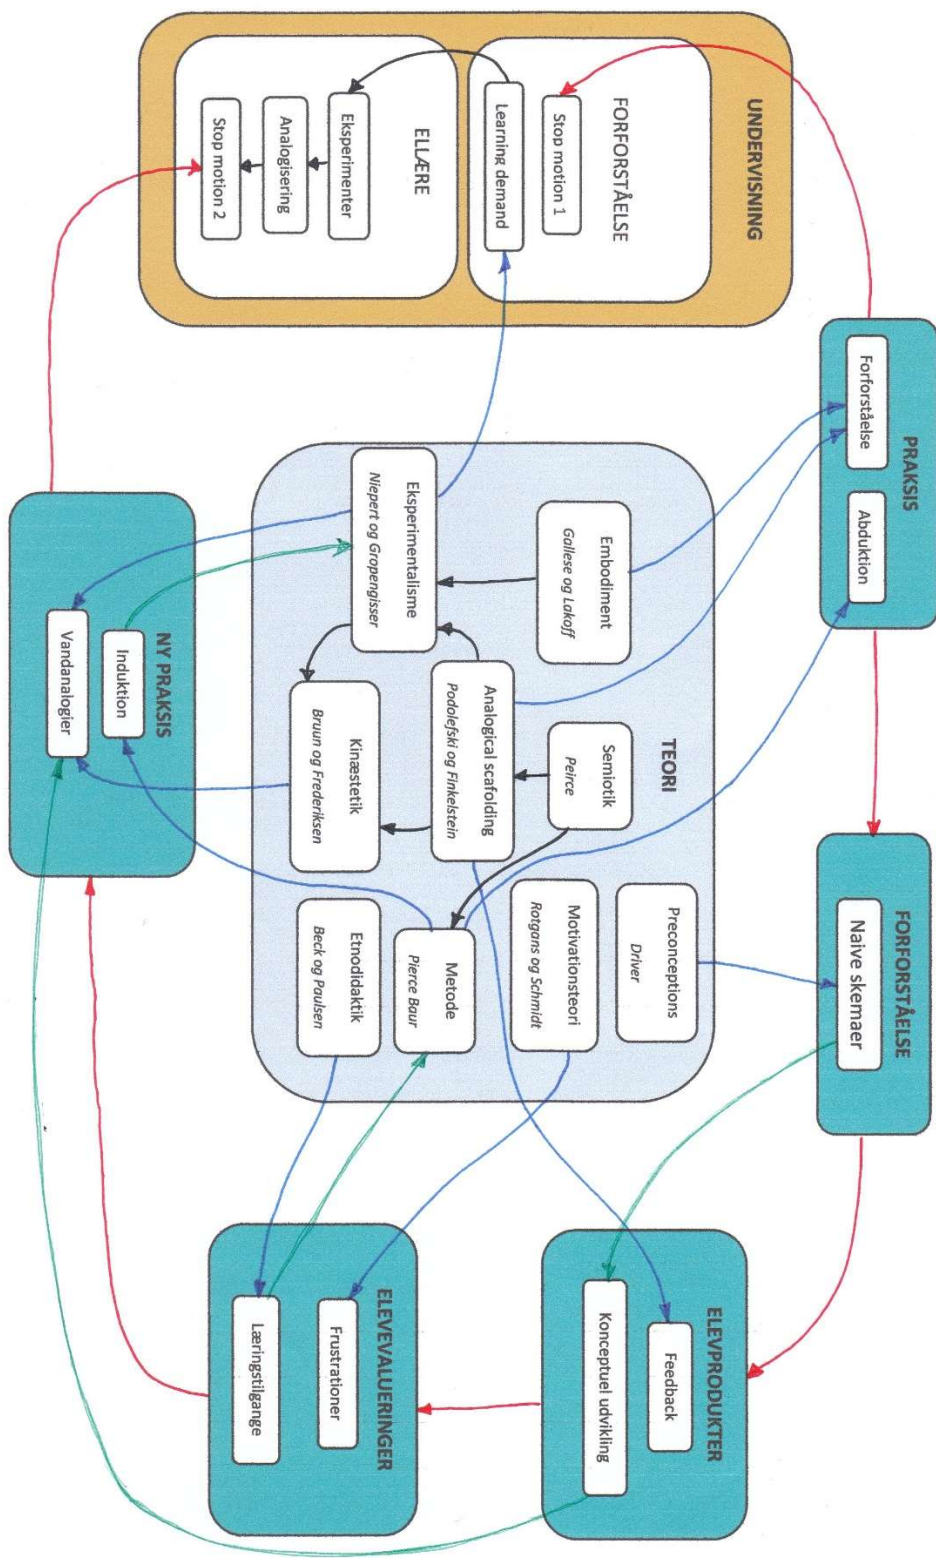 UNDERVISNING
FORFORSTÅELSE
Stop motion 1
Learning demand
ELLÆRE
Eksperimenter
Analogisering
Stop motion 2
PRAKSIS
Forforståelse
Abduktion
TEORI
Embodiment
Gallese og Lakoff
Eksperimentalisme
Niepert og Gropengisser
Semiotik
Peirce
Analogical scafolding
Podolefski og Finkelstein
Kinæstetik
Bruun og Frederiksen
Preconceptions
Driver
Motivationsteori
Rotgans og Schmidt
Metode
Pierce Baur
Etnodidaktik
Beck og Paulsen
NY PRAKSIS
Induktion
Vandanalogier
FORFORSTÅELSE
Naive skemaer
ELEVPRODUKTER
Feedback
Konceptuel udvikling
ELEVEVALUERINGER
Frustrationer
Læringstilgange